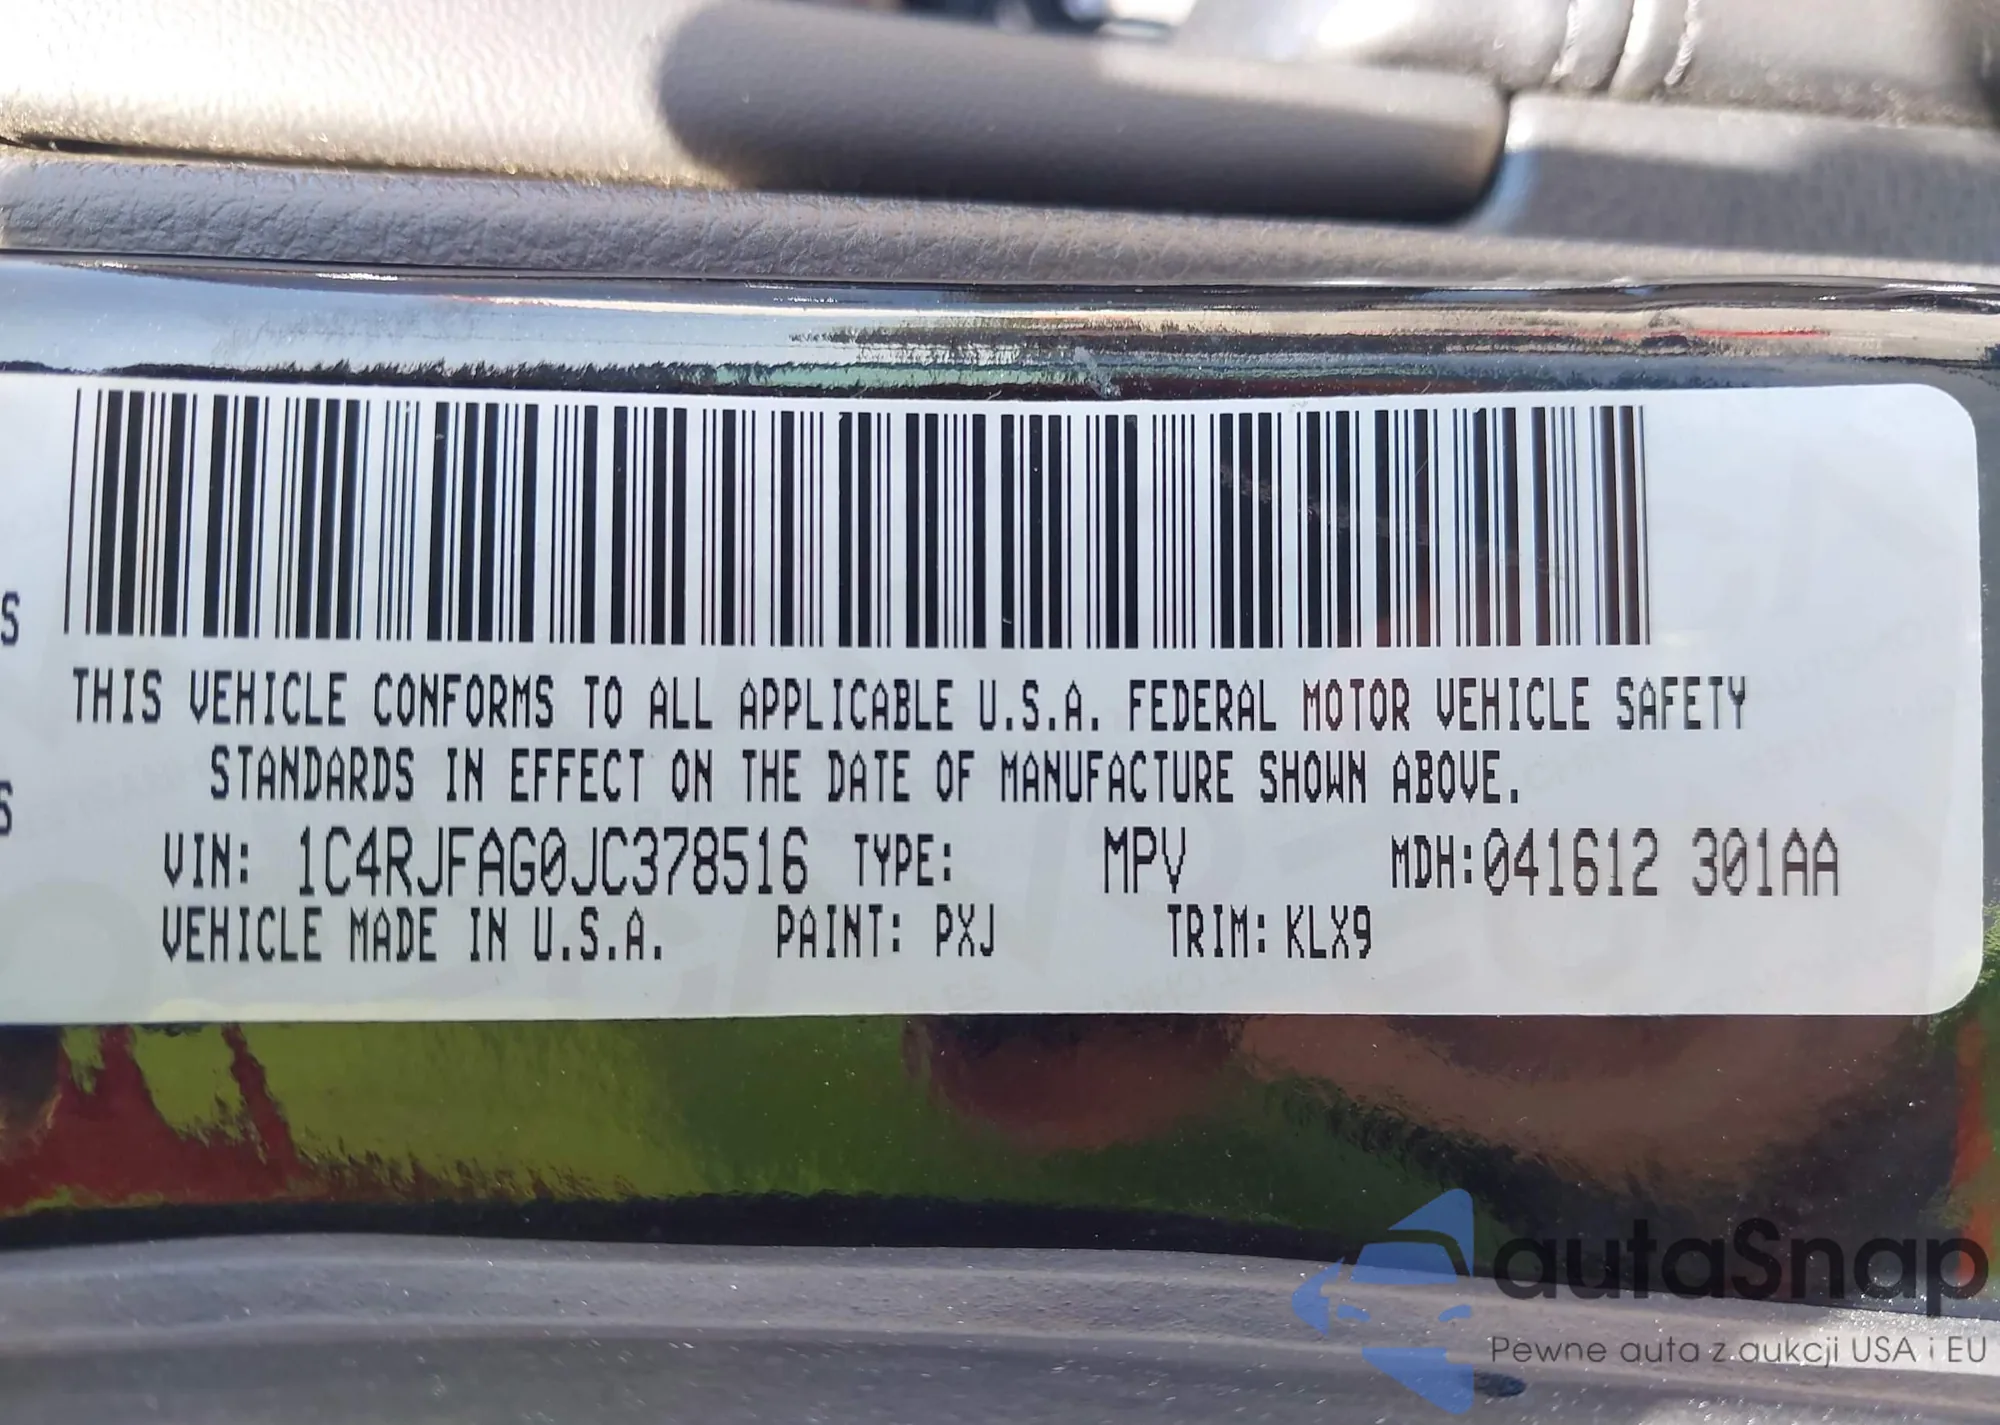 S
THIS VEHICLE CONFORMS TO ALL APPLICABLE U.S.A. FEDERAL MOTOR VEHICLE SAFETY
STANDARDS IN EFFECT ON THE DATE OF MANUFACTURE SHOWN ABOVE.
S
VIN: 1C4RJFAG0JC378516 TYPE: MPV MDH:041612 301AA
VEHICLE MADE IN U.S.A. PAINT: PXJ TRIM: KLX9
autaSnap
Pewne auta z aukcji USA i EU